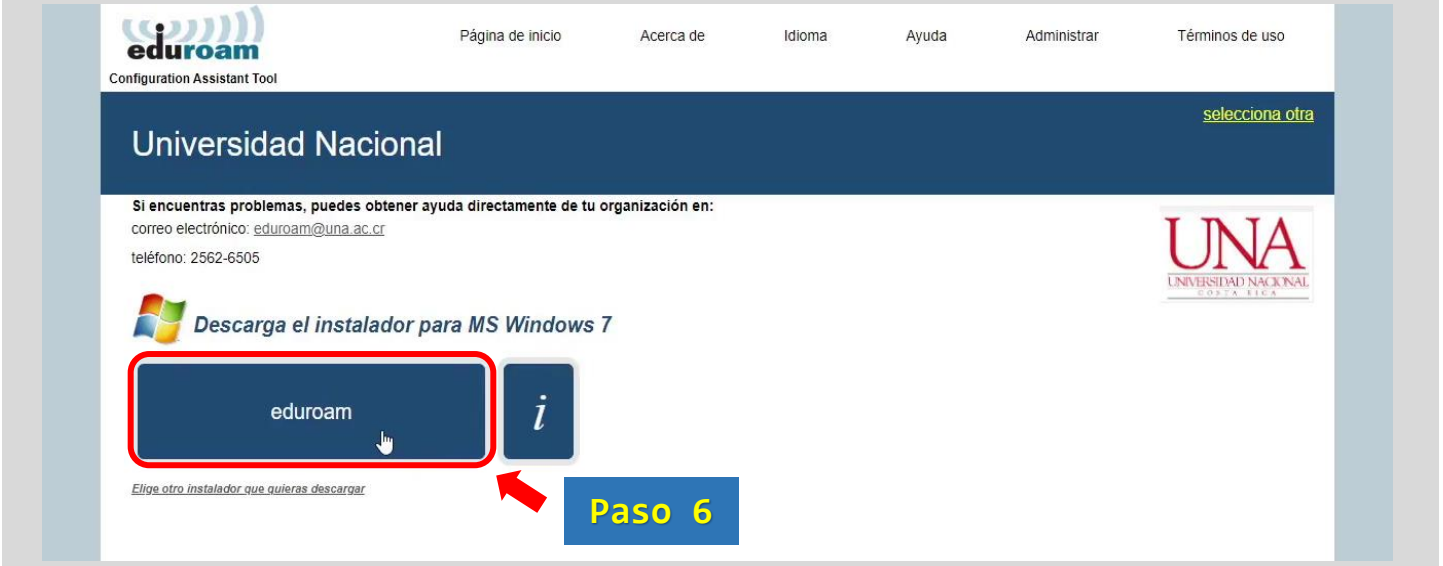 eduroam
Configuration Assistant Tool
Página de inicio Acerca de Idioma Ayuda Administrar Términos de uso
selecciona otra
Universidad Nacional
Si encuentras problemas, puedes obtener ayuda directamente de tu organización en:
correo electrónico: eduroam@una.ac.cr
teléfono: 2562-6505
UNA
UNIVERSIDAD NACIONAL
COSTA RICA
Descarga el instalador para MS Windows 7
eduroam
i
Elige otro instalador que quieras descargar
Paso 6